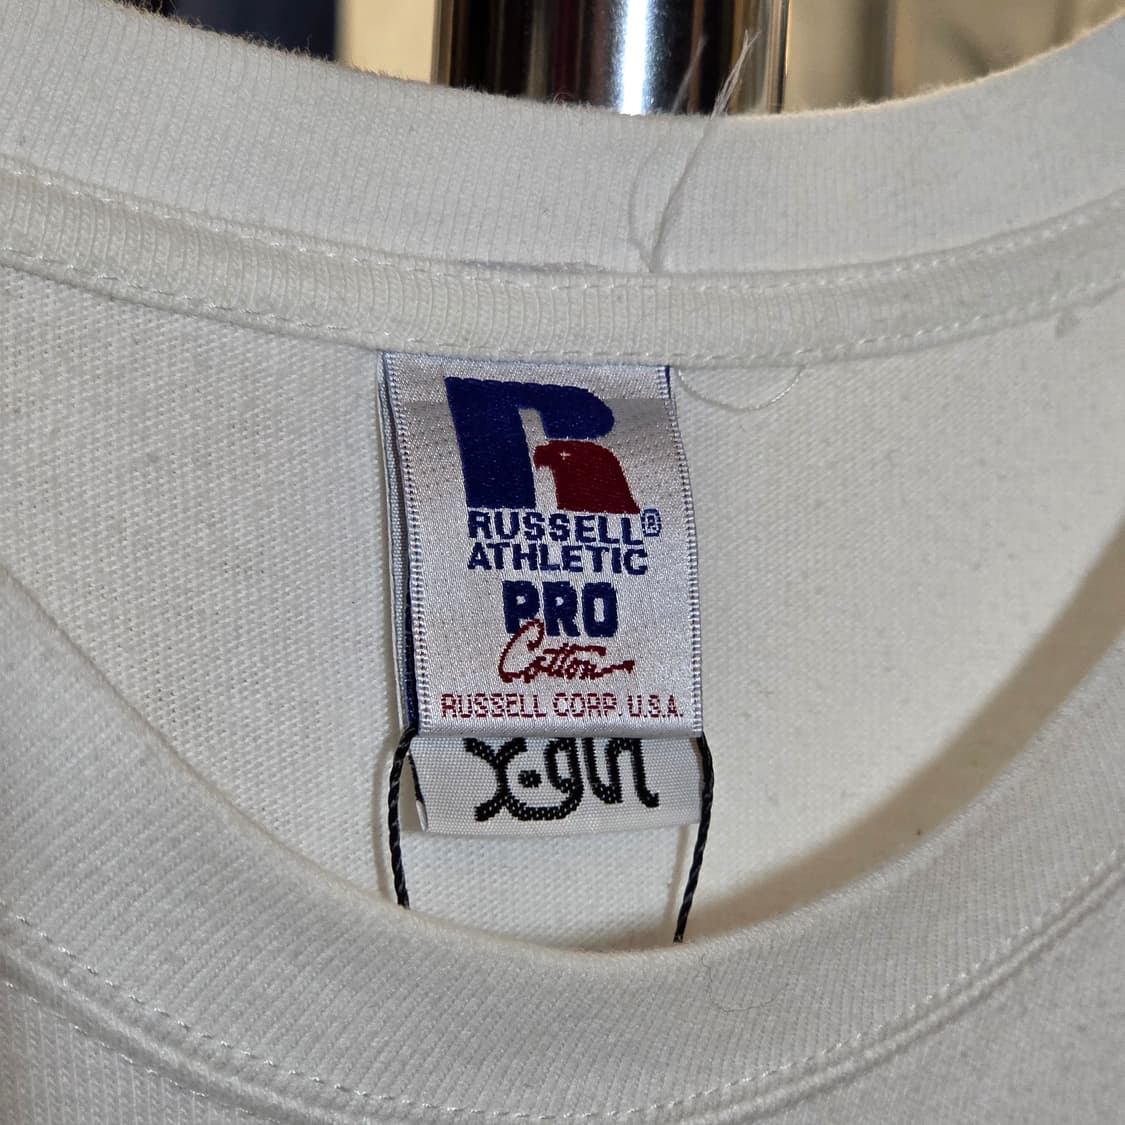 RUSSELL®
ATHLETIC
PRO
Cotton
RUSSELL CORP. U.S.A.
X-girl